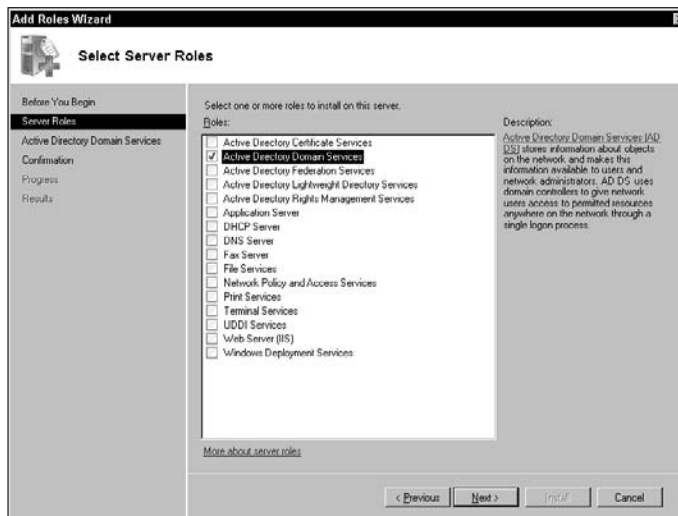 Add Roles Wizard
Select Server Roles
Before You Begin
Server Roles
Active Directory Domain Services
Confirmation
Progress
Results
Select one or more roles to install on this server.
Roles:
Active Directory Certificate Services
Active Directory Domain Services
Active Directory Federation Services
Active Directory Lightweight Directory Services
Active Directory Rights Management Services
Application Server
DHCP Server
DNS Server
Fax Server
File Services
Network Policy and Access Services
Print Services
Terminal Services
UDDI Services
Web Server (IIS)
Windows Deployment Services
More about server roles
Description:
Active Directory Domain Services (AD
DS) stores information about objects
on the network and makes this
information available to users and
network administrators. AD DS uses
domain controllers to give network
users access to permitted resources
anywhere on the network through a
single logon process.
< Previous
Next >
Install
Cancel